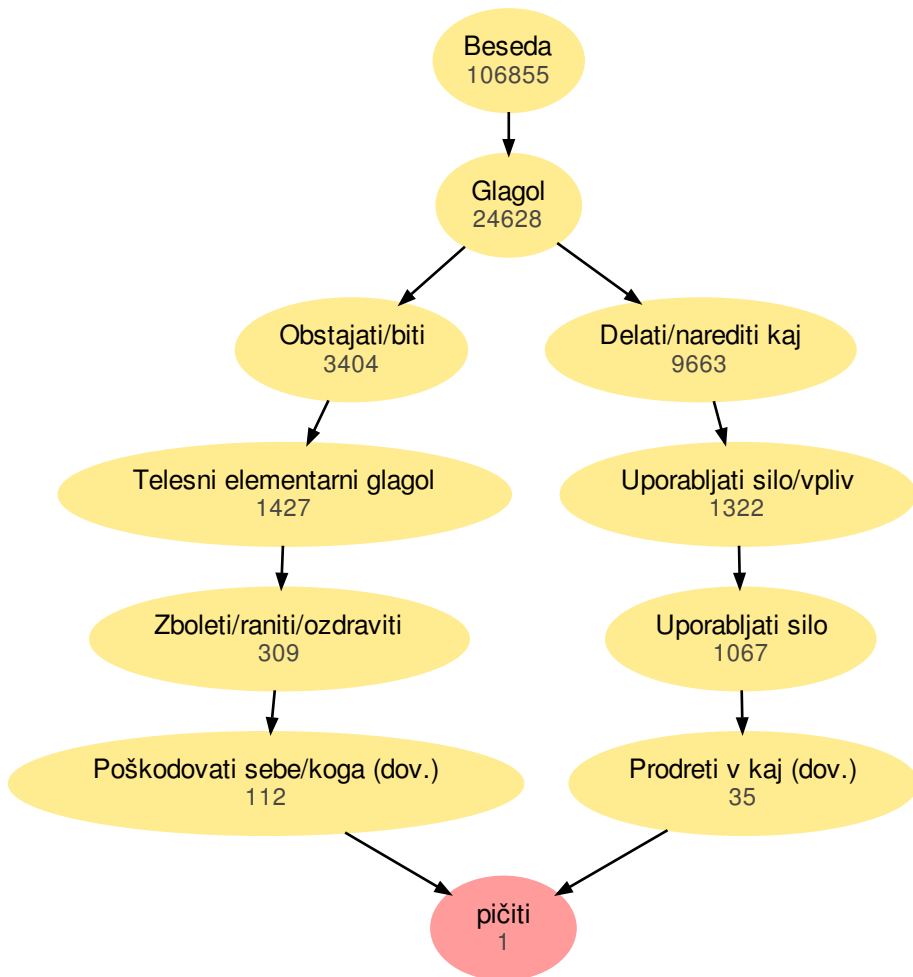 Beseda
106855
Glagol
24628
Obstajati/biti
3404
Delati/narediti kaj
9663
Telesni elementarni glagol
1427
Uporabljati silo/vpliv
1322
Zboleti/raniti/ozdraviti
309
Uporabljati silo
1067
Poškodovati sebe/koga (dov.)
112
Prodreti v kaj (dov.)
35
pičiti
1